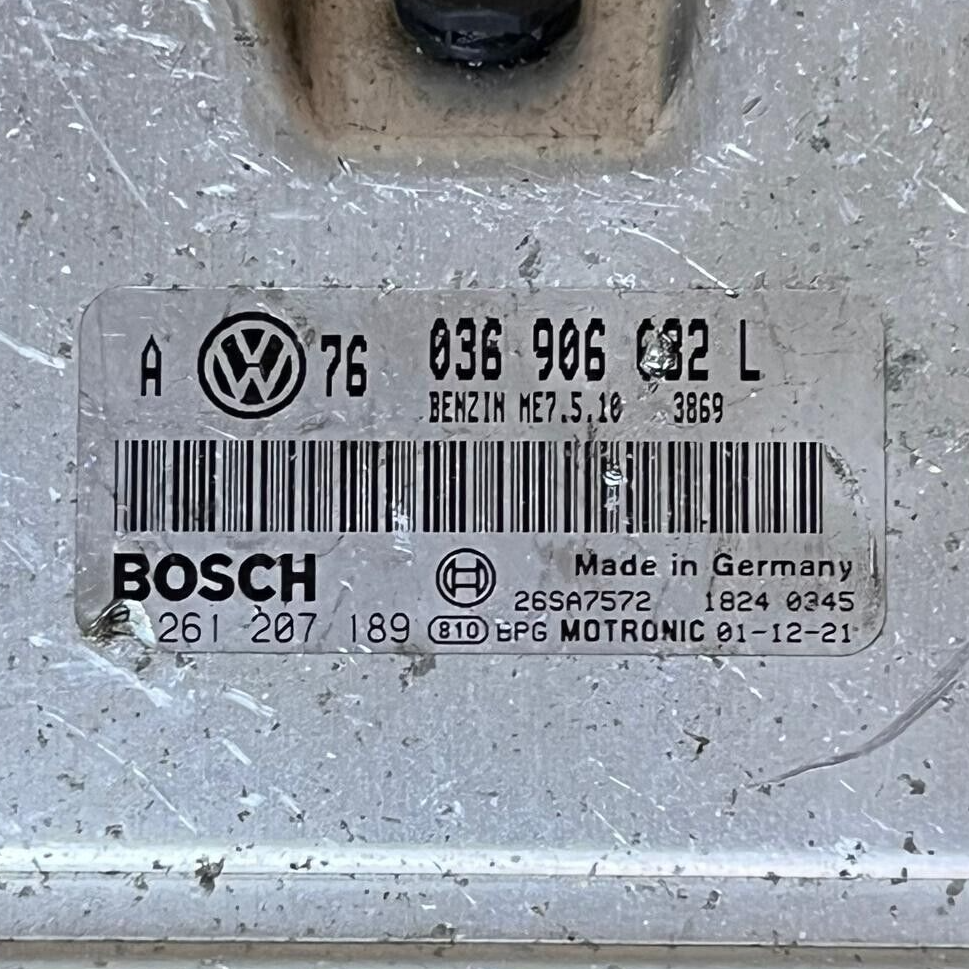 A VW 76 036 906 L
BENZIN ME7.5.10 3869
BOSCH
Made in Germany
26SA7572 1824 0345
261 207 189 810 BPG MOTRONIC 01-12-21